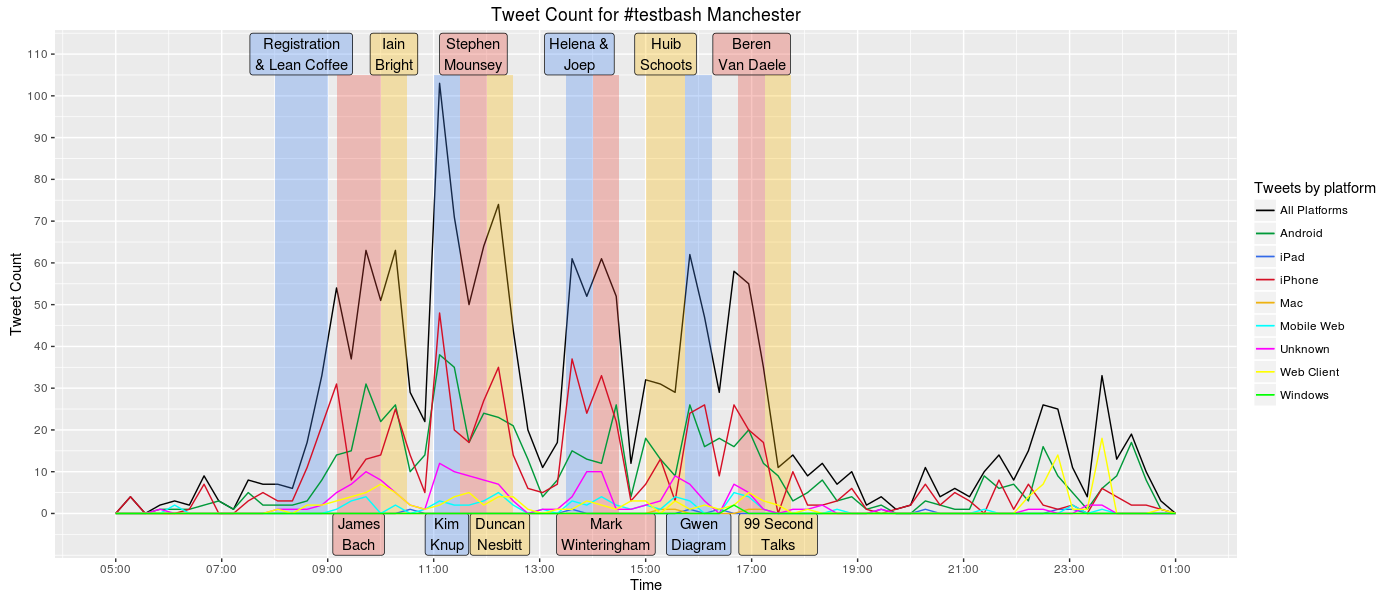 Tweet Count for #testbash Manchester
Registration
& Lean Coffee
Iain
Bright
Stephen
Mounsey
Helena &
Joep
Huib
Schoots
Beren
Van Daele
110
100
90
80
70
60
50
40
30
20
10
0
Tweet Count
James
Bach
Kim
Knup
Duncan
Nesbitt
Mark
Winteringham
Gwen
Diagram
99 Second
Talks
05:00
07:00
09:00
11:00
13:00
15:00
17:00
19:00
21:00
23:00
01:00
Time
Tweets by platform
All Platforms
Android
iPad
iPhone
Mac
Mobile Web
Unknown
Web Client
Windows